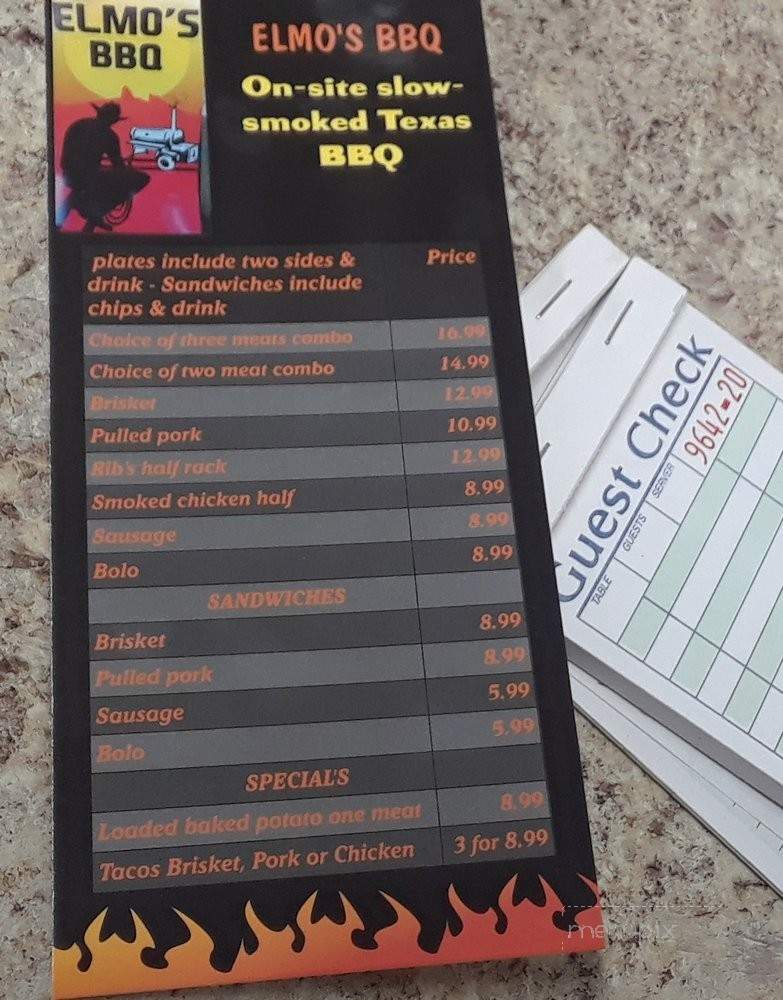 ELMO'S
BBQ
ELMO'S BBQ
On-site slow-
smoked Texas
BBQ
plates include two sides &
drink - Sandwiches include
chips & drink
Price
Choice of three meats combo 16.99
Choice of two meat combo 14.99
Brisket 12.99
Pulled pork 10.99
Rib's half rack 12.99
Smoked chicken half 8.99
Sausage 8.99
Bolo 8.99
SANDWICHES
Brisket 8.99
Pulled pork 8.99
Sausage 5.99
Bolo 5.99
SPECIAL'S
Loaded baked potato one meat 8.99
Tacos Brisket, Pork or Chicken 3 for 8.99
Guest Check
TABLE
GUESTS
SERVER
9642-20
menupix